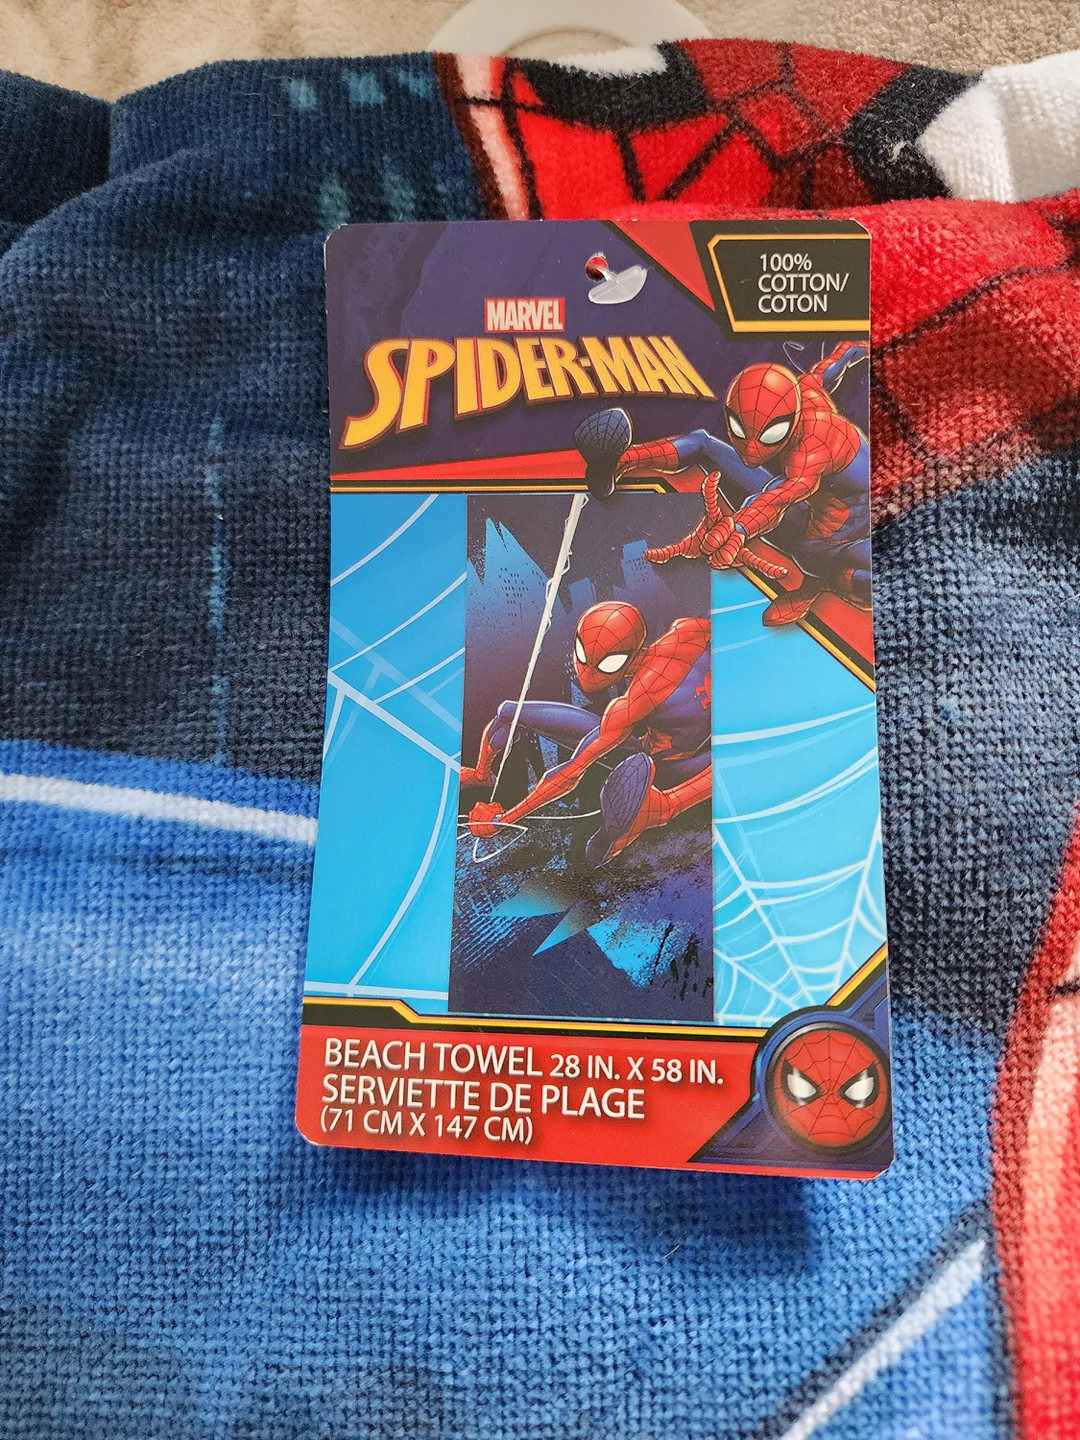 100%
COTTON/
COTON
MARVEL
SPIDER-MAN
BEACH TOWEL 28 IN. X 58 IN.
SERVIETTE DE PLAGE
(71 CM X 147 CM)